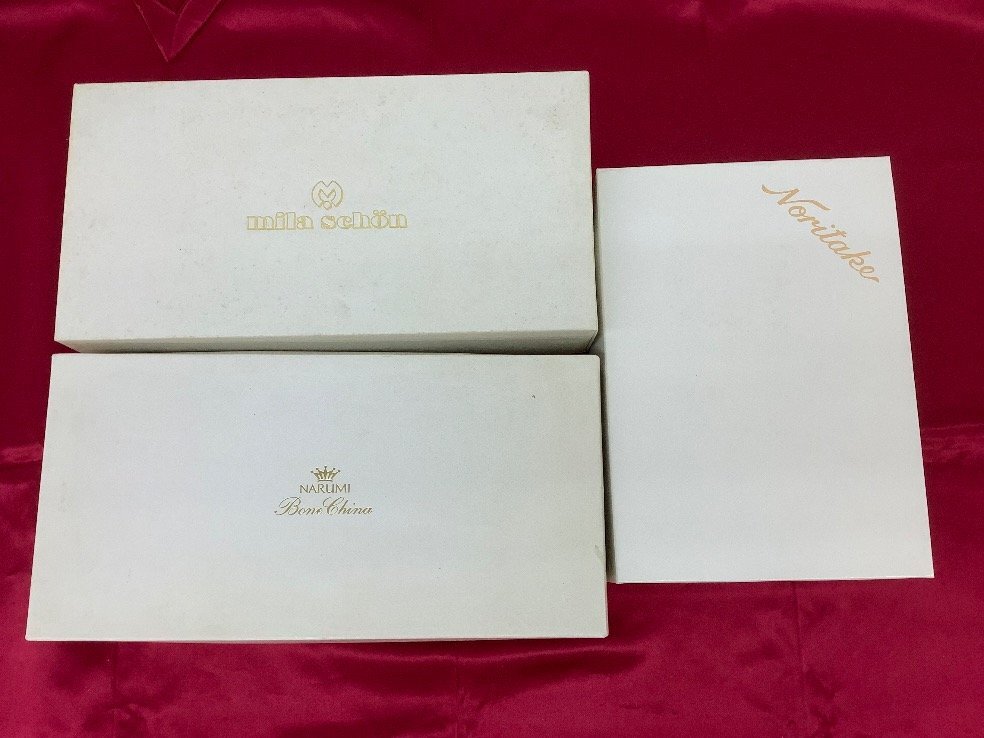 mila schön
Noritake
NARUMI
Bone China